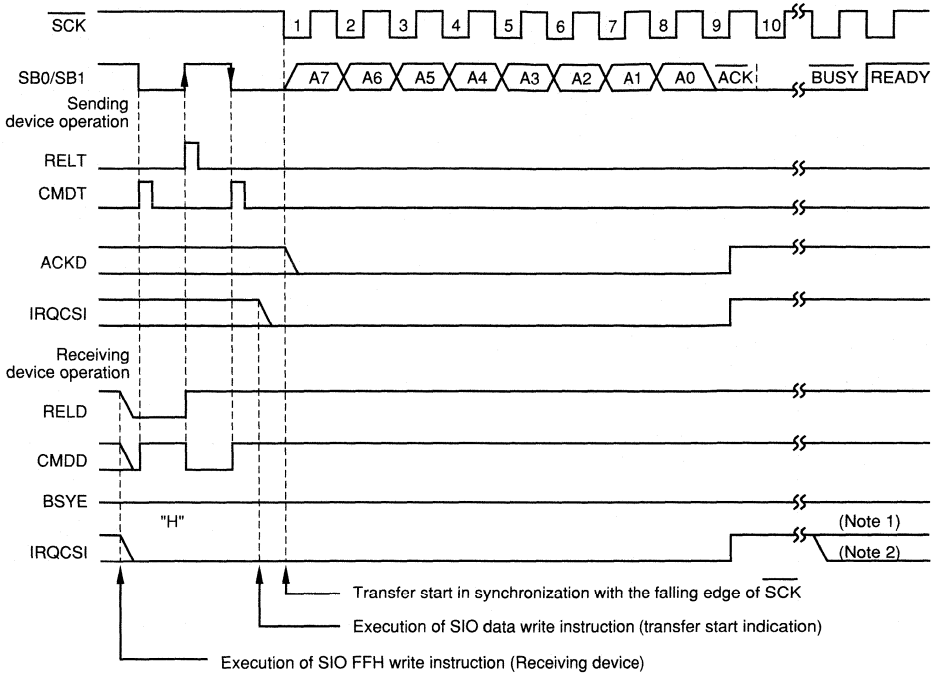 SCK
1 2 3 4 5 6 7 8 9 10
SB0/SB1
A7 A6 A5 A4 A3 A2 A1 A0 ACK BUSY READY
Sending
device operation
RELT
CMDT
ACKD
IRQCSI
Receiving
device operation
RELD
CMDD
BSYE
"H"
(Note 1)
IRQCSI
(Note 2)
Transfer start in synchronization with the falling edge of SCK
Execution of SIO data write instruction (transfer start indication)
Execution of SIO FFH write instruction (Receiving device)